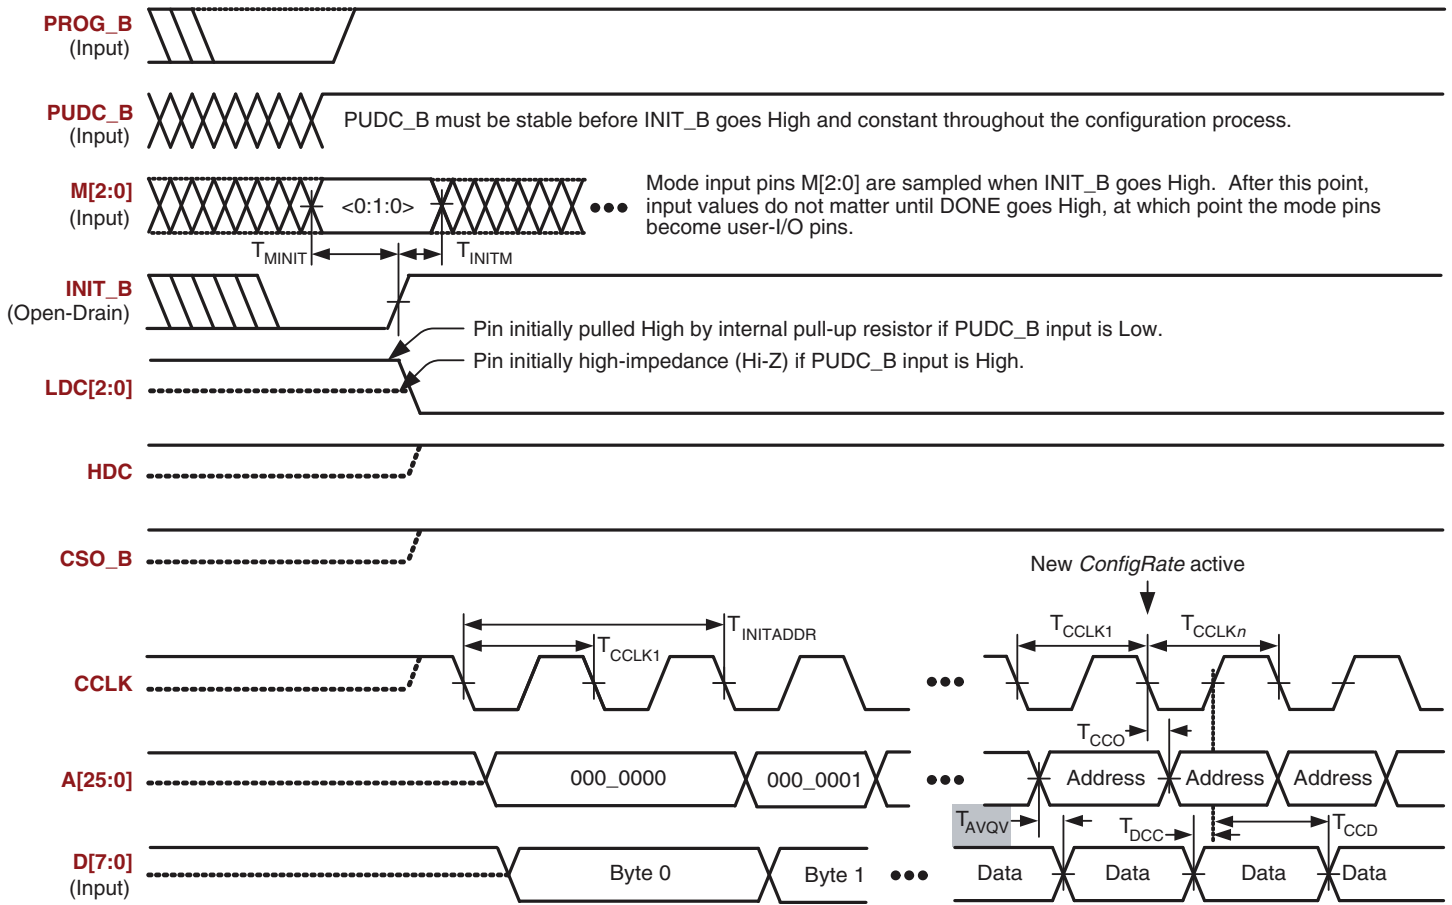 PROG_B
(Input)
PUDC_B
(Input)
PUDC_B must be stable before INIT_B goes High and constant throughout the configuration process.
M[2:0]
(Input)
<0:1:0>
Mode input pins M[2:0] are sampled when INIT_B goes High. After this point,
input values do not matter until DONE goes High, at which point the mode pins
become user-I/O pins.
TMINIT
TINITM
INIT_B
(Open-Drain)
Pin initially pulled High by internal pull-up resistor if PUDC_B input is Low.
Pin initially high-impedance (Hi-Z) if PUDC_B input is High.
LDC[2:0]
HDC
CSO_B
New ConfigRate active
TINITADDR
TCCLK1
TCCLK1
TCCLKn
CCLK
TCCO
A[25:0]
000_0000
000_0001
Address
Address
Address
TAVQV
TDCC
TCCD
D[7:0]
(Input)
Byte 0
Byte 1
Data
Data
Data
Data